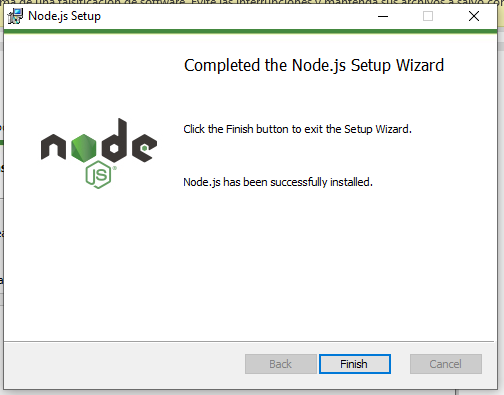 ma de una falsificación de software. Evite las interrupciones y mantenga sus archivos a salvo con
Node.js Setup
Completed the Node.js Setup Wizard
node
JS
Click the Finish button to exit the Setup Wizard.
Node.js has been successfully installed.
Back
Finish
Cancel